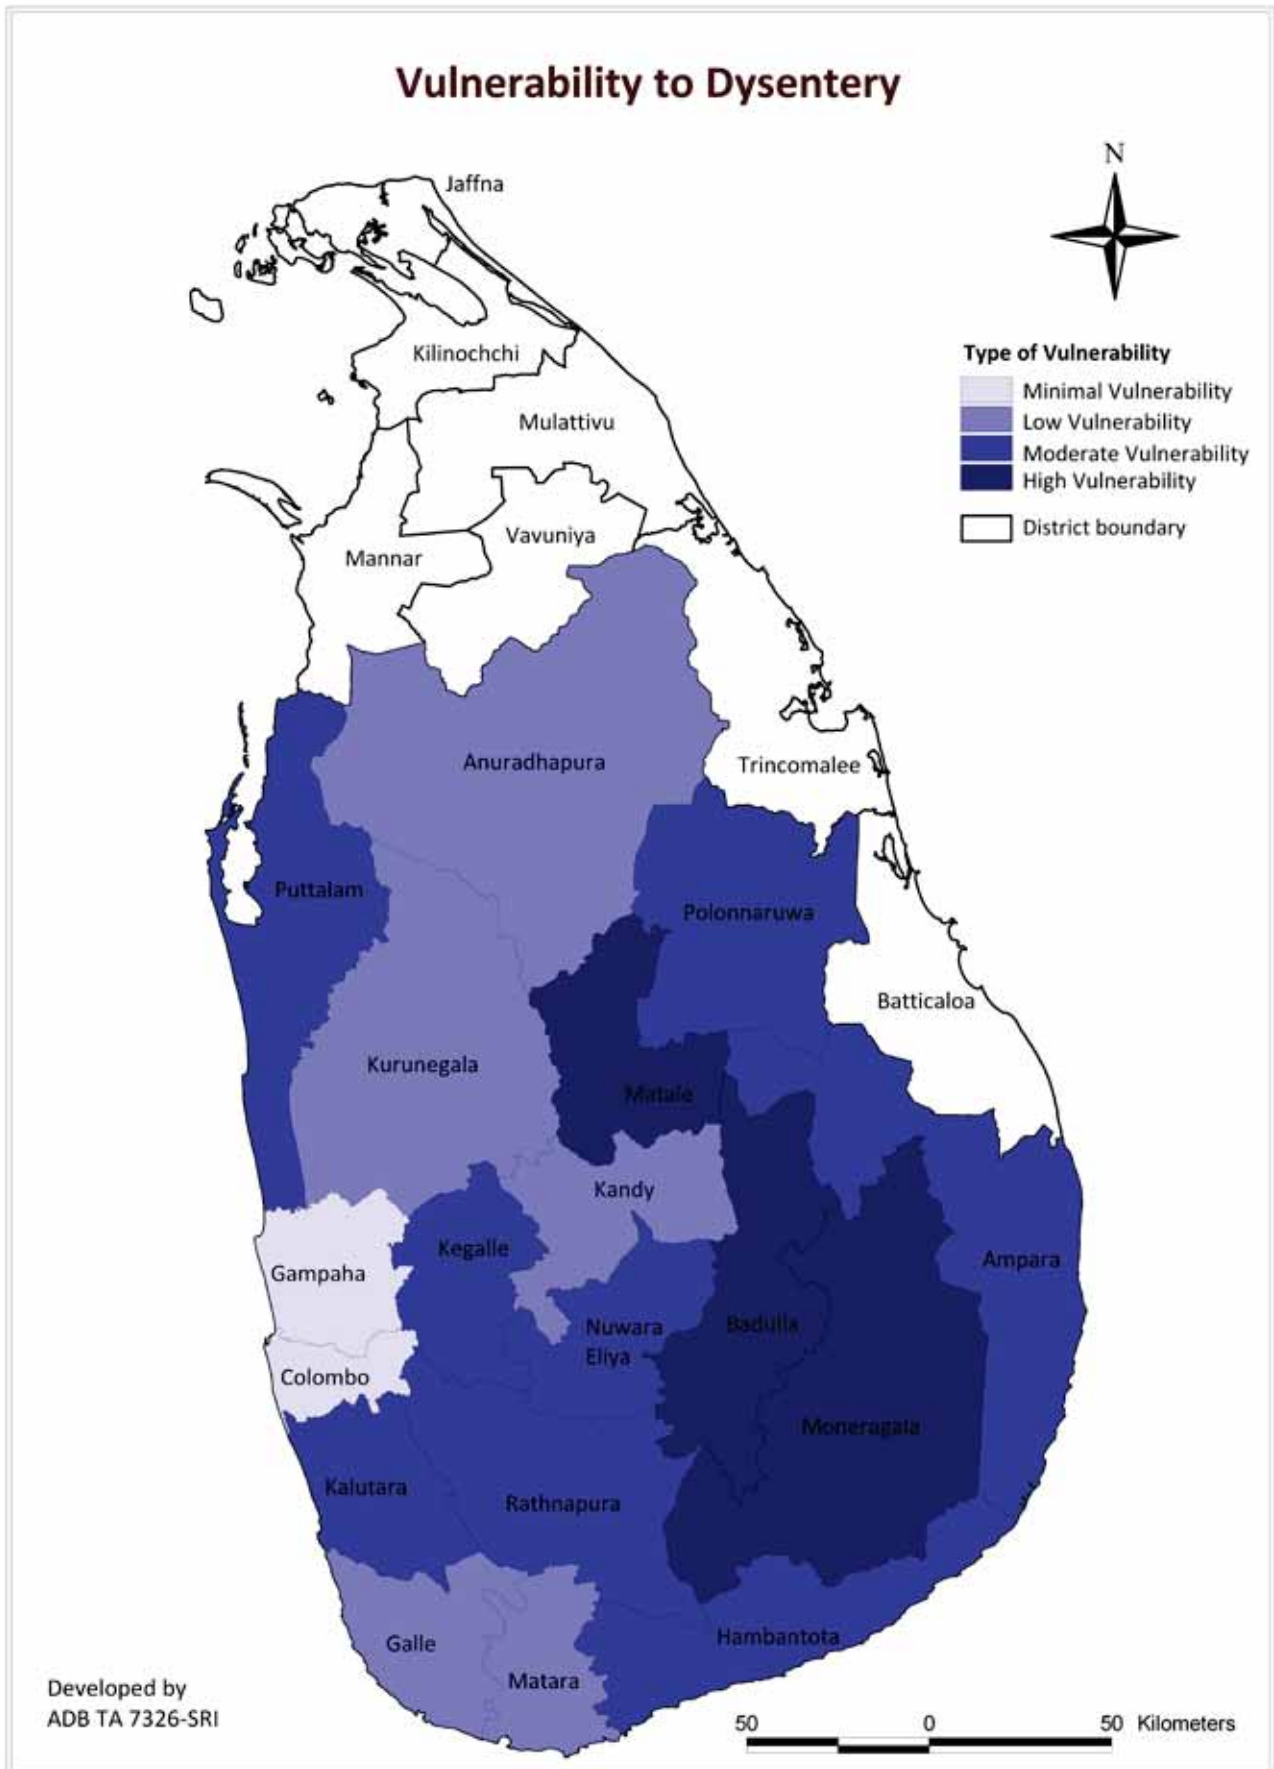 Vulnerability to Dysentery
N
Jaffna
Type of Vulnerability
Minimal Vulnerability
Low Vulnerability
Moderate Vulnerability
High Vulnerability
District boundary
Kilinochchi
Mulattivu
Vavuniya
Mannar
Anuradhapura
Trincomalee
Puttalam
Polonnaruwa
Batticaloa
Kurunegala
Matale
Kandy
Kegalle
Ampara
Gampaha
Nuwara
Eliya
Badulla
Colombo
Moneragala
Kalutara
Rathnapura
Galle
Hambantota
Matara
Developed by
ADB TA 7326-SRI
50 0 50 Kilometers